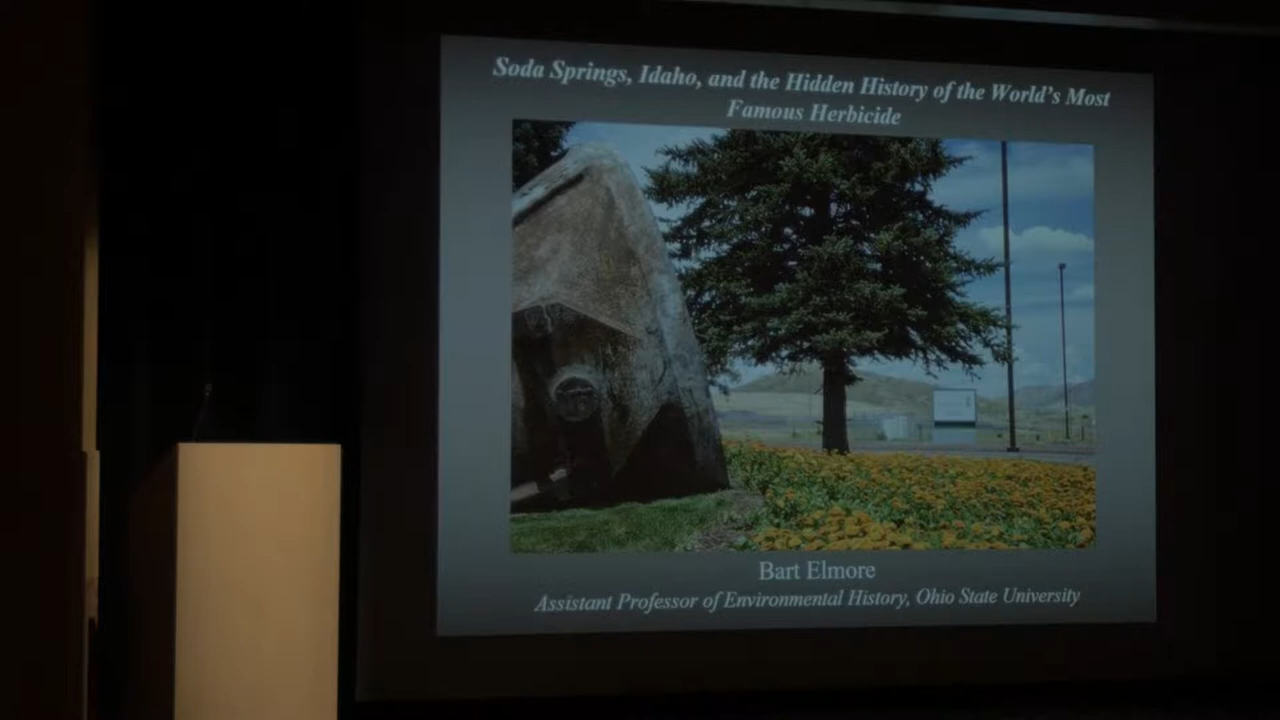 Soda Springs, Idaho, and the Hidden History of the World's Most
Famous Herbicide
Bart Elmore
Assistant Professor of Environmental History, Ohio State University